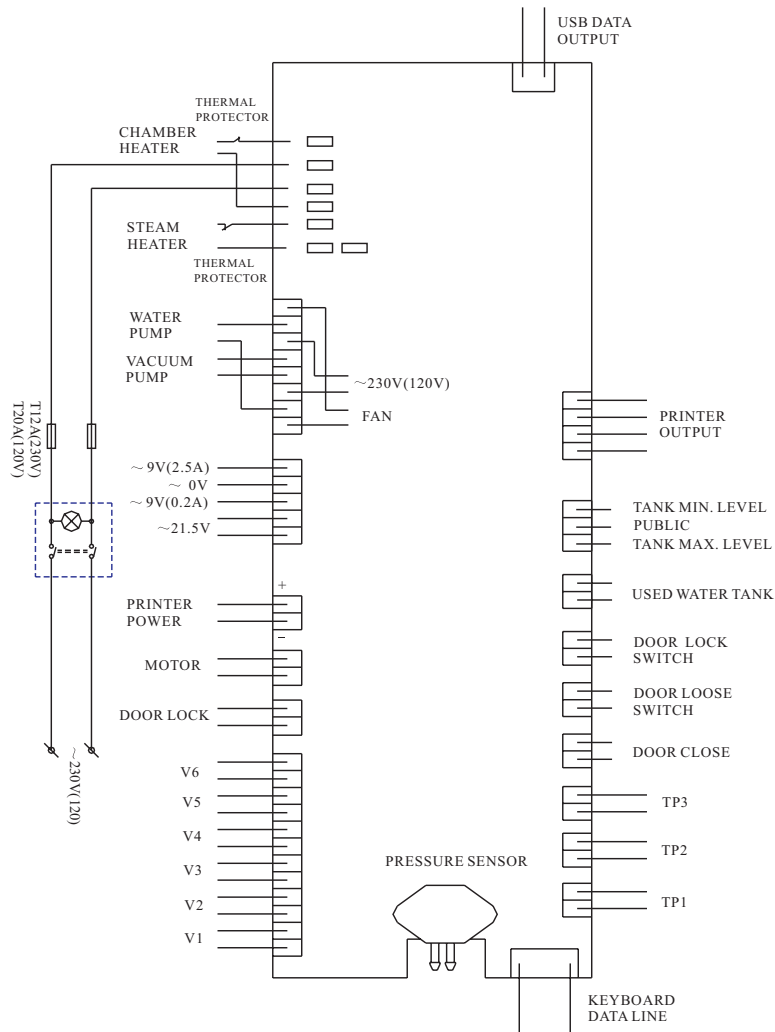 USB DATA
OUTPUT
THERMAL
PROTECTOR
CHAMBER
HEATER
STEAM
HEATER
THERMAL
PROTECTOR
WATER
PUMP
VACUUM
PUMP
~230V(120V)
FAN
T12A(230V)
T20A(120V)
PRINTER
OUTPUT
~ 9V(2.5A)
~ 0V
~ 9V(0.2A)
~21.5V
TANK MIN. LEVEL
PUBLIC
TANK MAX. LEVEL
USED WATER TANK
+
PRINTER
POWER
−
DOOR LOCK
SWITCH
MOTOR
DOOR LOOSE
SWITCH
DOOR LOCK
DOOR CLOSE
~230V(120)
V6
V5
V4
V3
V2
V1
TP3
TP2
TP1
PRESSURE SENSOR
KEYBOARD
DATA LINE